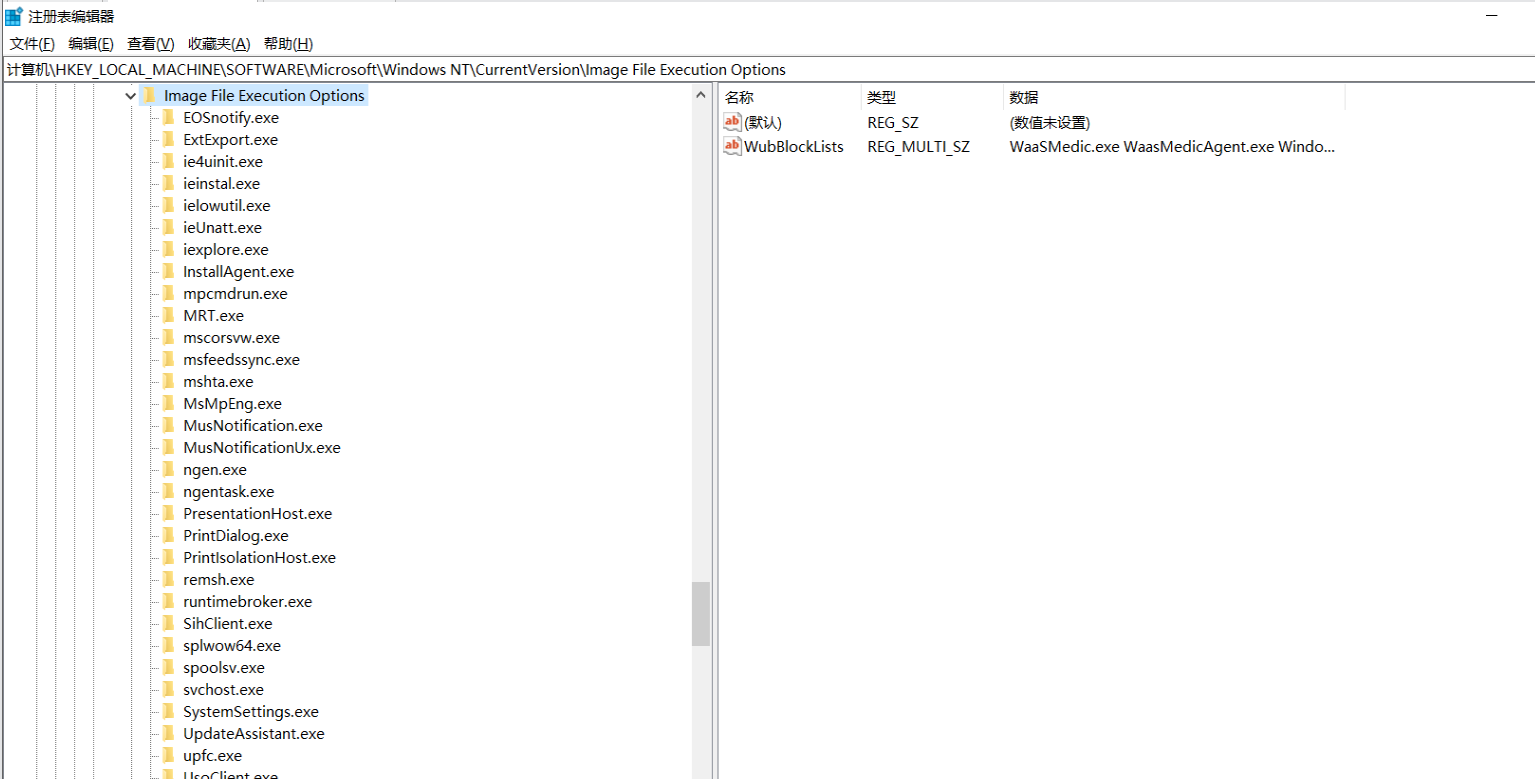 注册表编辑器
文件(F) 编辑(E) 查看(V) 收藏夹(A) 帮助(H)
计算机\HKEY_LOCAL_MACHINE\SOFTWARE\Microsoft\Windows NT\CurrentVersion\Image File Execution Options
Image File Execution Options
EOSnotify.exe
ExtExport.exe
ie4uinit.exe
ieinstal.exe
ielowutil.exe
ieUnatt.exe
iexplore.exe
InstallAgent.exe
mpcmdrun.exe
MRT.exe
mscorsvw.exe
msfeedssync.exe
mshta.exe
MsMpEng.exe
MusNotification.exe
MusNotificationUx.exe
ngen.exe
ngentask.exe
PresentationHost.exe
PrintDialog.exe
PrintIsolationHost.exe
remsh.exe
runtimebroker.exe
SihClient.exe
splwow64.exe
spoolsv.exe
svchost.exe
SystemSettings.exe
UpdateAssistant.exe
upfc.exe
UsoClient.exe
名称 类型 数据
ab (默认) REG_SZ (数值未设置)
ab WubBlockLists REG_MULTI_SZ WaaSMedic.exe WaasMedicAgent.exe Windo...